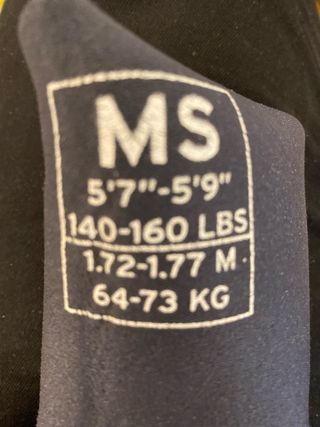 MS
5'7"-5'9"
140-160 LBS
1.72-1.77 M
64-73 KG